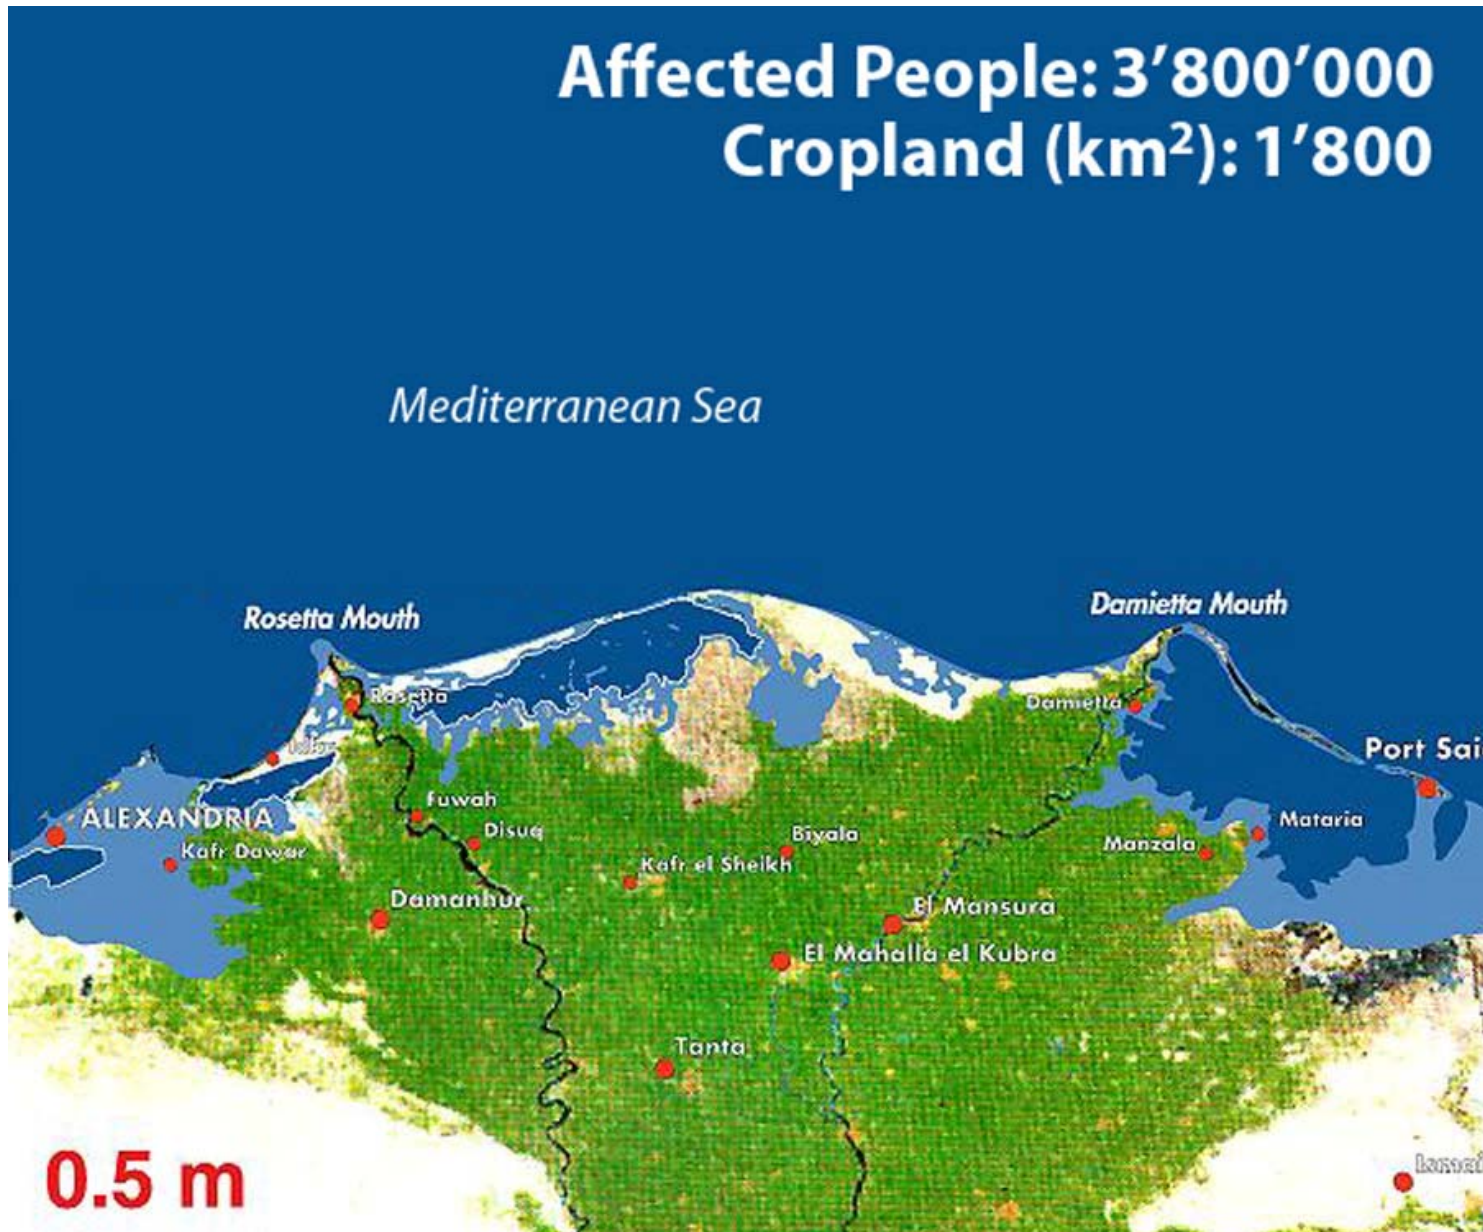 Affected People: 3’800’000
Cropland (km²): 1’800
Mediterranean Sea
Rosetta Mouth
Damietta Mouth
Rosetta
Damietta
Port Sai
ALEXANDRIA
Fuwah
Disuq
Biyala
Mataria
Kafr Dawar
Kafr el Sheikh
Manzala
Damanhur
El Mansura
El Mahalla el Kubra
Tanta
0.5 m